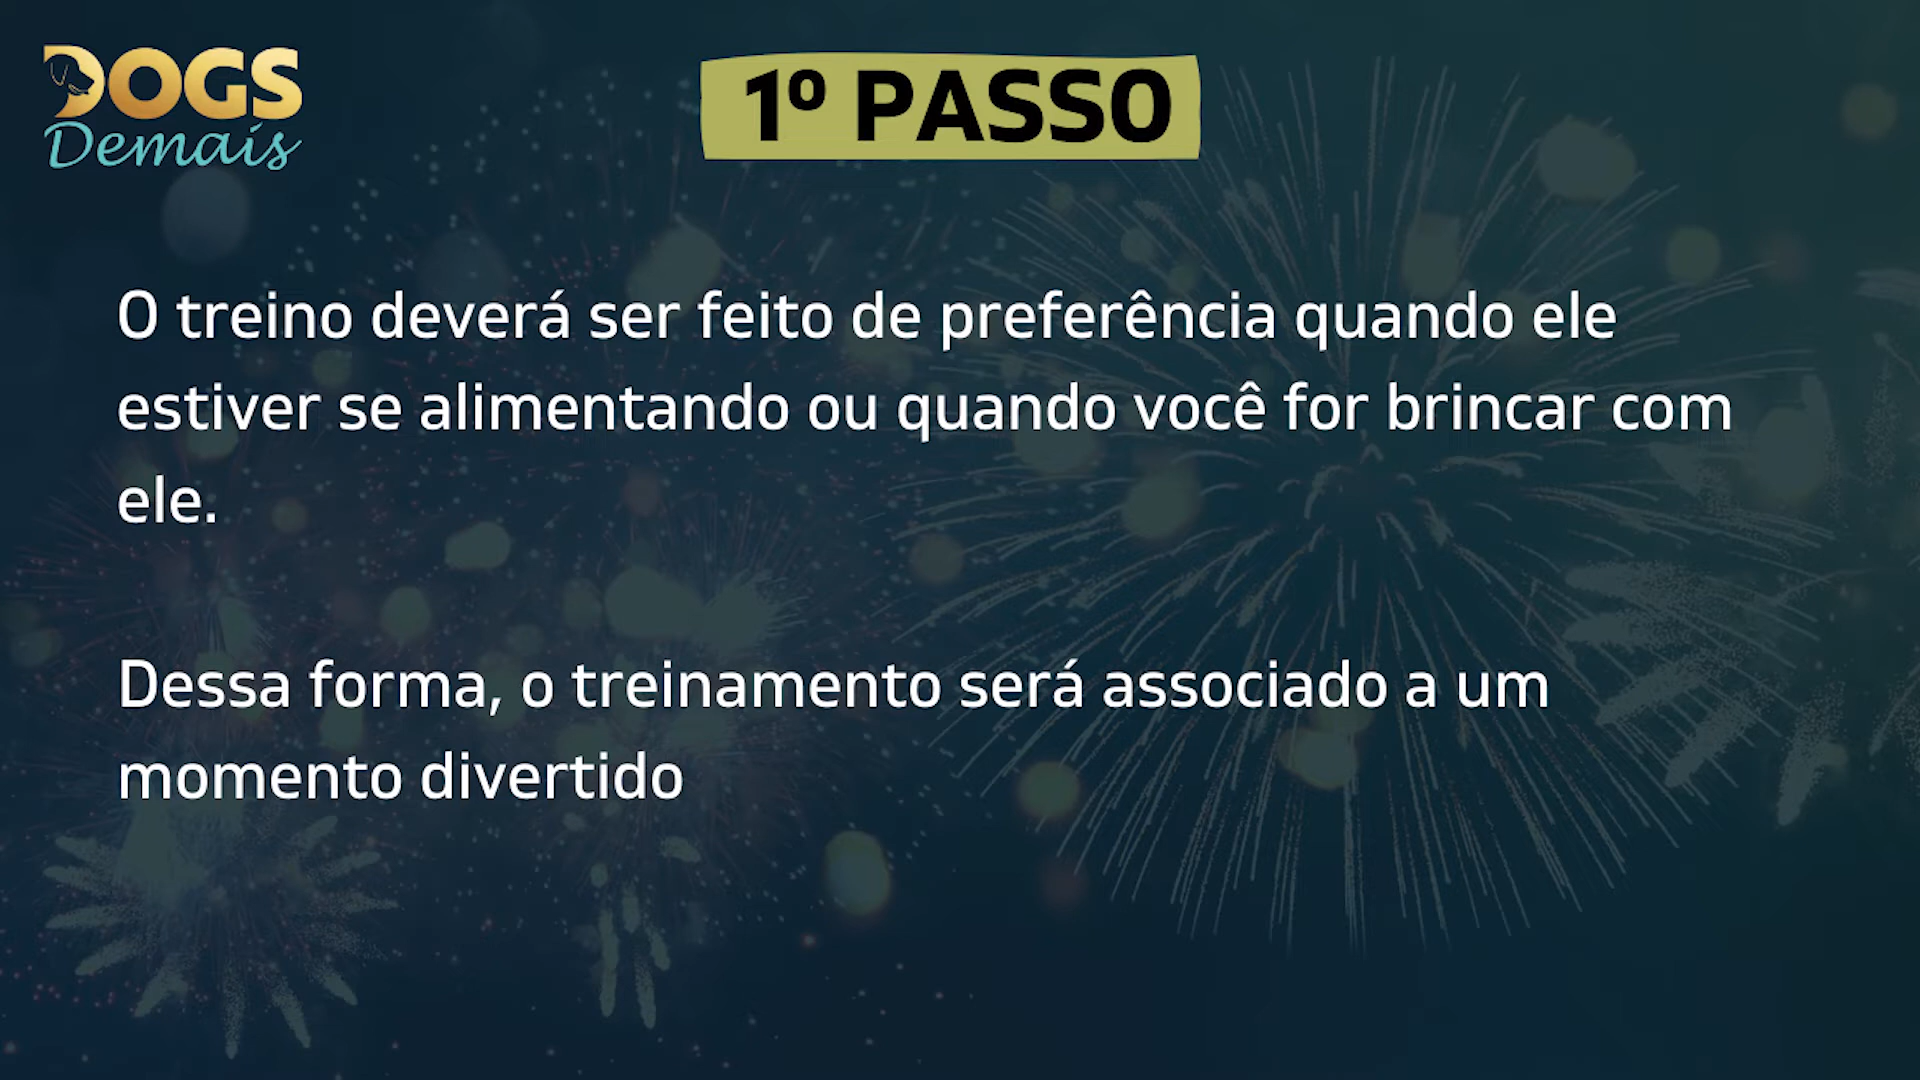 DOGS
Demais
1º PASSO
O treino deverá ser feito de preferência quando ele
estiver se alimentando ou quando você for brincar com
ele.
Dessa forma, o treinamento será associado a um
momento divertido